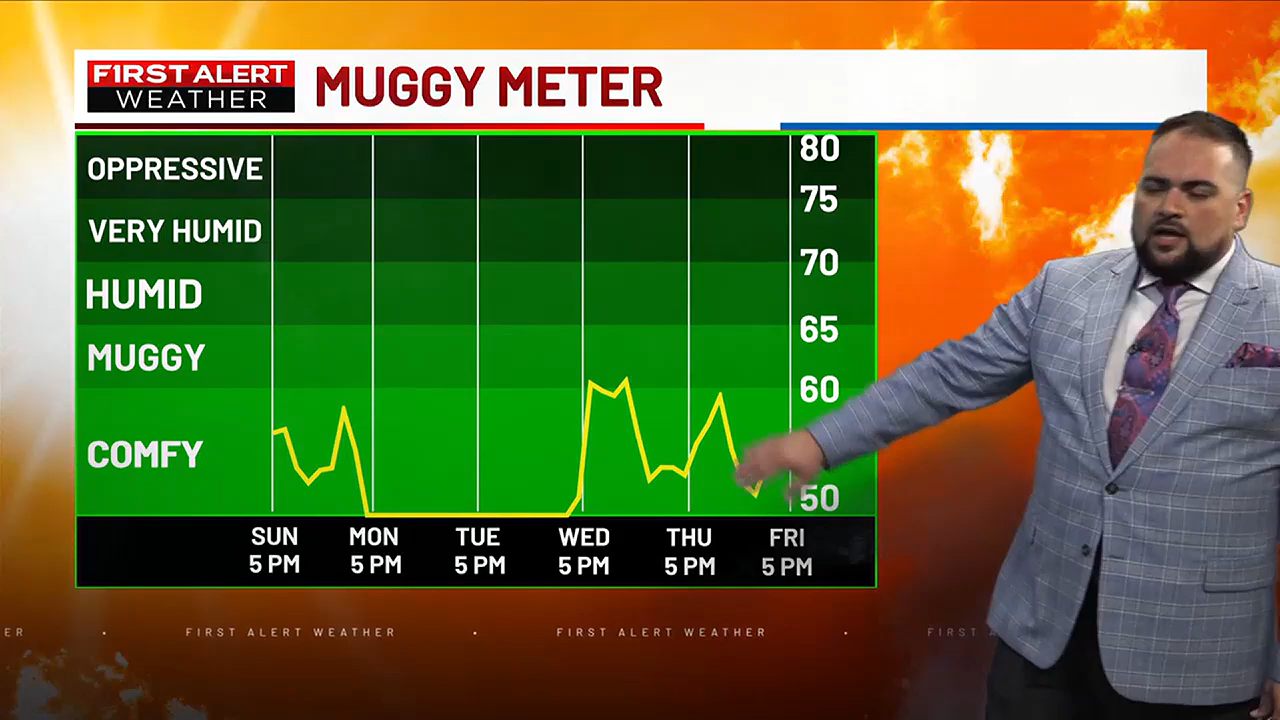 F1RST ALERT
WEATHER
MUGGY METER
OPPRESSIVE
VERY HUMID
HUMID
MUGGY
COMFY
80
75
70
65
60
50
SUN
5 PM
MON
5 PM
TUE
5 PM
WED
5 PM
THU
5 PM
FRI
5 PM
ER
FIRST ALERT WEATHER
FIRST ALERT WEATHER
FIRST A